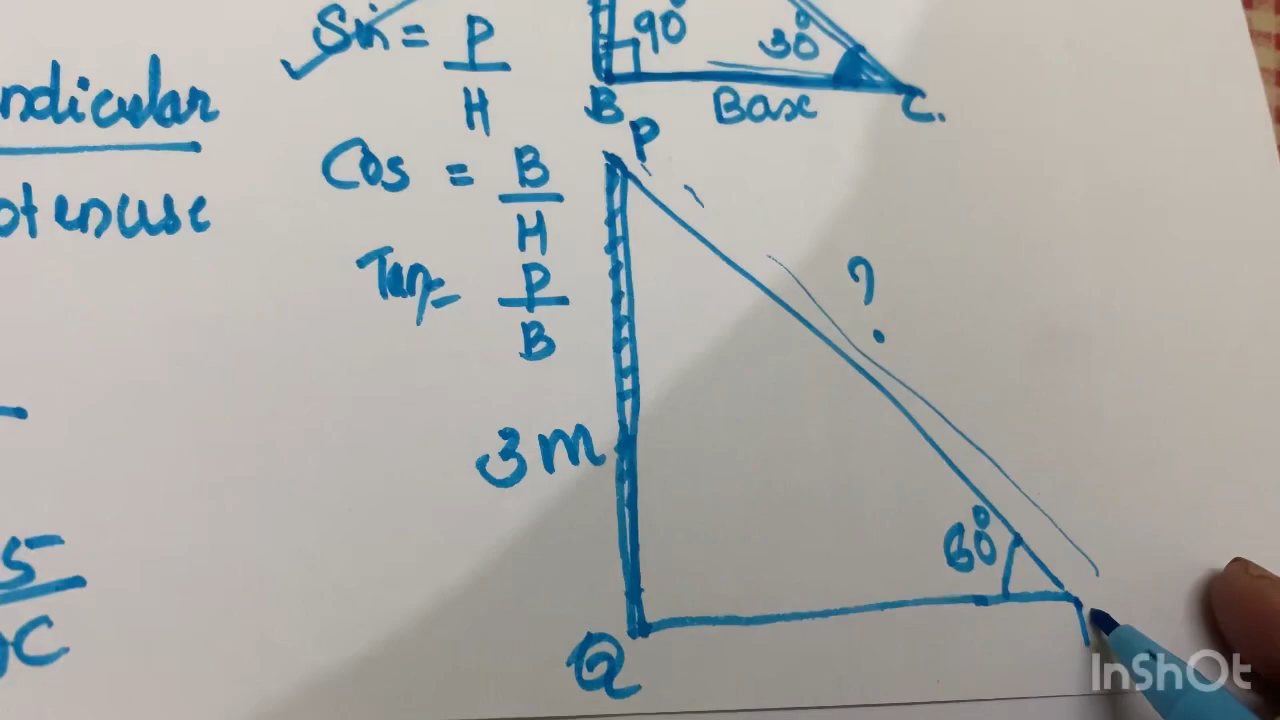 Sin = P/H
90°
30°
ndicular
B
Base
C.
P
Cos = B/H
otenuse
Tan = P/B
?
3m
60°
5
C
Q
InShOt